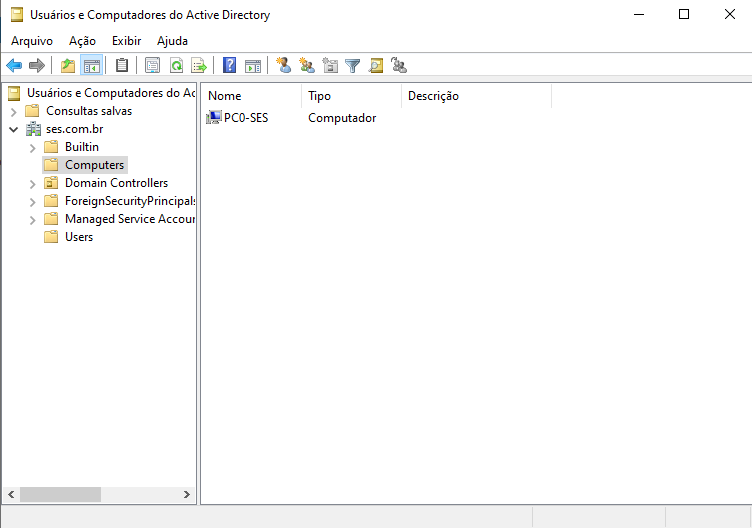 Usuários e Computadores do Active Directory
Arquivo Ação Exibir Ajuda
Usuários e Computadores do Acti
Consultas salvas
ses.com.br
Builtin
Computers
Domain Controllers
ForeignSecurityPrincipals
Managed Service Accour
Users
Nome Tipo Descrição
PC0-SES Computador